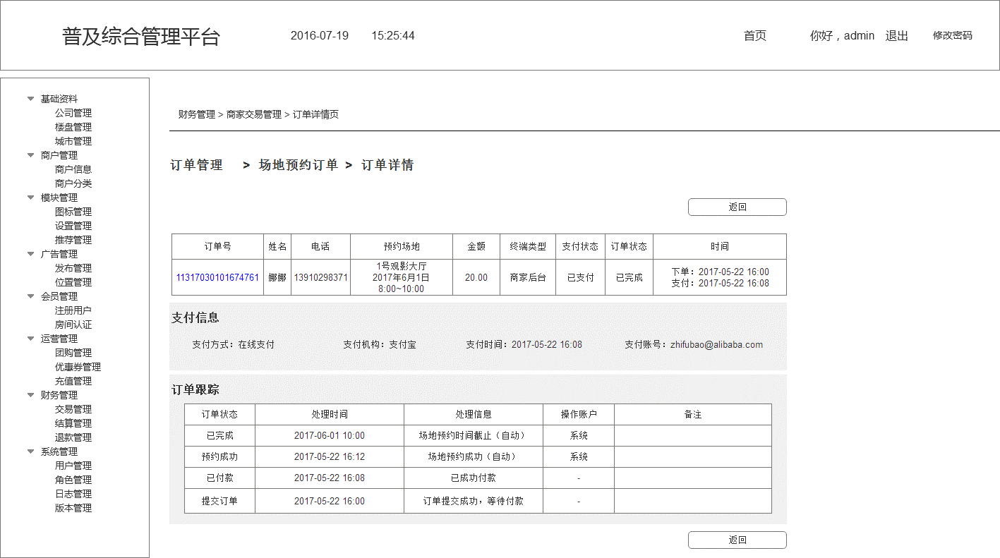 普及综合管理平台 2016-07-19 15:25:44 首页 你好，admin 退出 修改密码
基础资料
公司管理
楼盘管理
城市管理
商户管理
商户信息
商户分类
模块管理
图标管理
设置管理
推荐管理
广告管理
发布管理
位置管理
会员管理
注册用户
房间认证
运营管理
团购管理
优惠券管理
充值管理
财务管理
交易管理
结算管理
退款管理
系统管理
用户管理
角色管理
日志管理
版本管理
财务管理 > 商家交易管理 > 订单详情页
订单管理 > 场地预约订单 > 订单详情
返回
订单号 姓名 电话 预约场地 金额 终端类型 支付状态 订单状态 时间
11317030101674761 娜娜 13910298371 1号观影大厅 20.00 商家后台 已支付 已完成 下单：2017-05-22 16:00
2017年6月1日 支付：2017-05-22 16:08
8:00~10:00
支付信息
支付方式：在线支付 支付机构：支付宝 支付时间：2017-05-22 16:08 支付账号：zhifubao@alibaba.com
订单跟踪
订单状态 处理时间 处理信息 操作账户 备注
已完成 2017-06-01 10:00 场地预约时间截止（自动） 系统
预约成功 2017-05-22 16:12 场地预约成功（自动） 系统
已付款 2017-05-22 16:08 已成功付款 -
提交订单 2017-05-22 16:00 订单提交成功，等待付款 -
返回